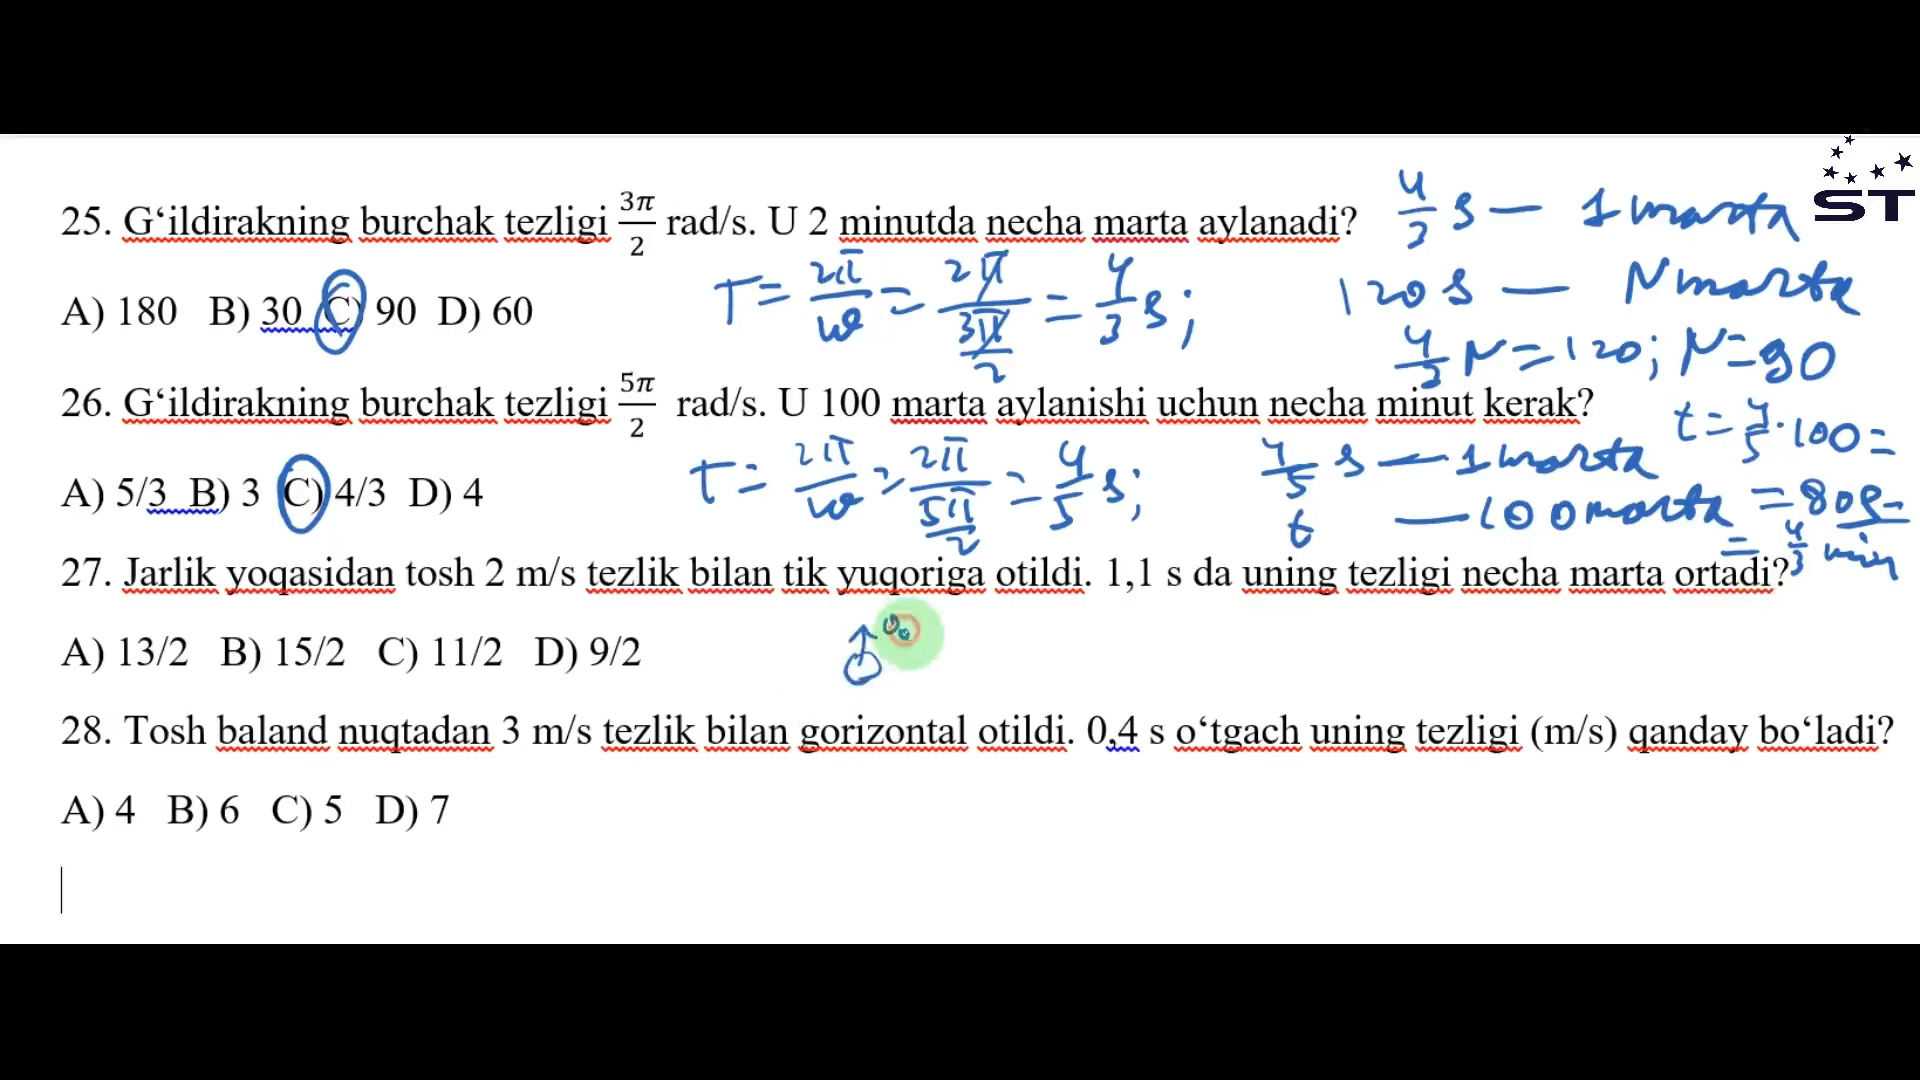 25. G‘ildirakning burchak tezligi 3π/2 rad/s. U 2 minutda necha marta aylanadi?
4/3 s — 1 marta
ST
A) 180 B) 30 C) 90 D) 60
T = 2π/ω = 2π/(3π/2) = 4/3 s;
120 s — N marta
4/3 N = 120; N = 90
26. G‘ildirakning burchak tezligi 5π/2 rad/s. U 100 marta aylanishi uchun necha minut kerak?
A) 5/3 B) 3 C) 4/3 D) 4
T = 2π/ω = 2π/(5π/2) = 4/5 s;
4/5 s — 1 marta
t — 100 marta
t = 4/5 · 100 =
= 80 s =
= 4/3 min
27. Jarlik yoqasidan tosh 2 m/s tezlik bilan tik yuqoriga otildi. 1,1 s da uning tezligi necha marta ortadi?
A) 13/2 B) 15/2 C) 11/2 D) 9/2
28. Tosh baland nuqtadan 3 m/s tezlik bilan gorizontal otildi. 0,4 s o‘tgach uning tezligi (m/s) qanday bo‘ladi?
A) 4 B) 6 C) 5 D) 7